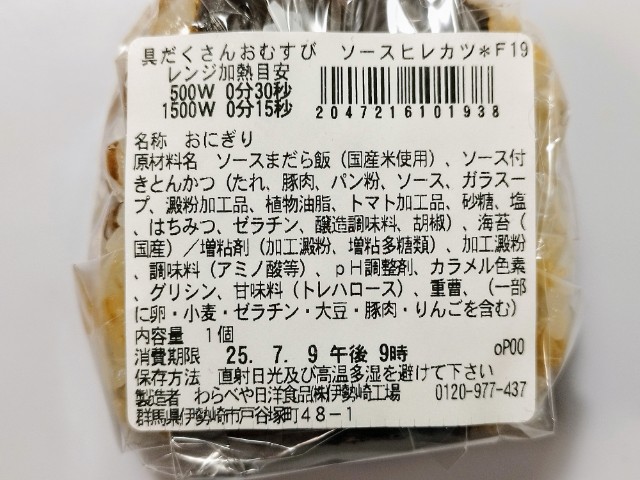 具だくさんおむすび　ソースヒレカツ＊F19
レンジ加熱目安
500W 0分30秒
1500W 0分15秒
2047216101938
名称　おにぎり
原材料名　ソースまだら飯（国産米使用）、ソース付
きとんかつ（たれ、豚肉、パン粉、ソース、ガラスー
プ、澱粉加工品、植物油脂、トマト加工品、砂糖、塩
、はちみつ、ゼラチン、醸造調味料、胡椒）、海苔（
国産）／増粘剤（加工澱粉、増粘多糖類）、加工澱粉
、調味料（アミノ酸等）、ｐH調整剤、カラメル色素
、グリシン、甘味料（トレハロース）、重曹、（一部
に卵・小麦・ゼラチン・大豆・豚肉・りんごを含む）
内容量　1個
消費期限　25. 7. 9 午後 9時　oP00
保存方法　直射日光及び高温多湿を避けて下さい
製造者　わらべや日洋食品㈱伊勢崎工場　0120-977-437
群馬県伊勢崎市戸谷塚町48-1